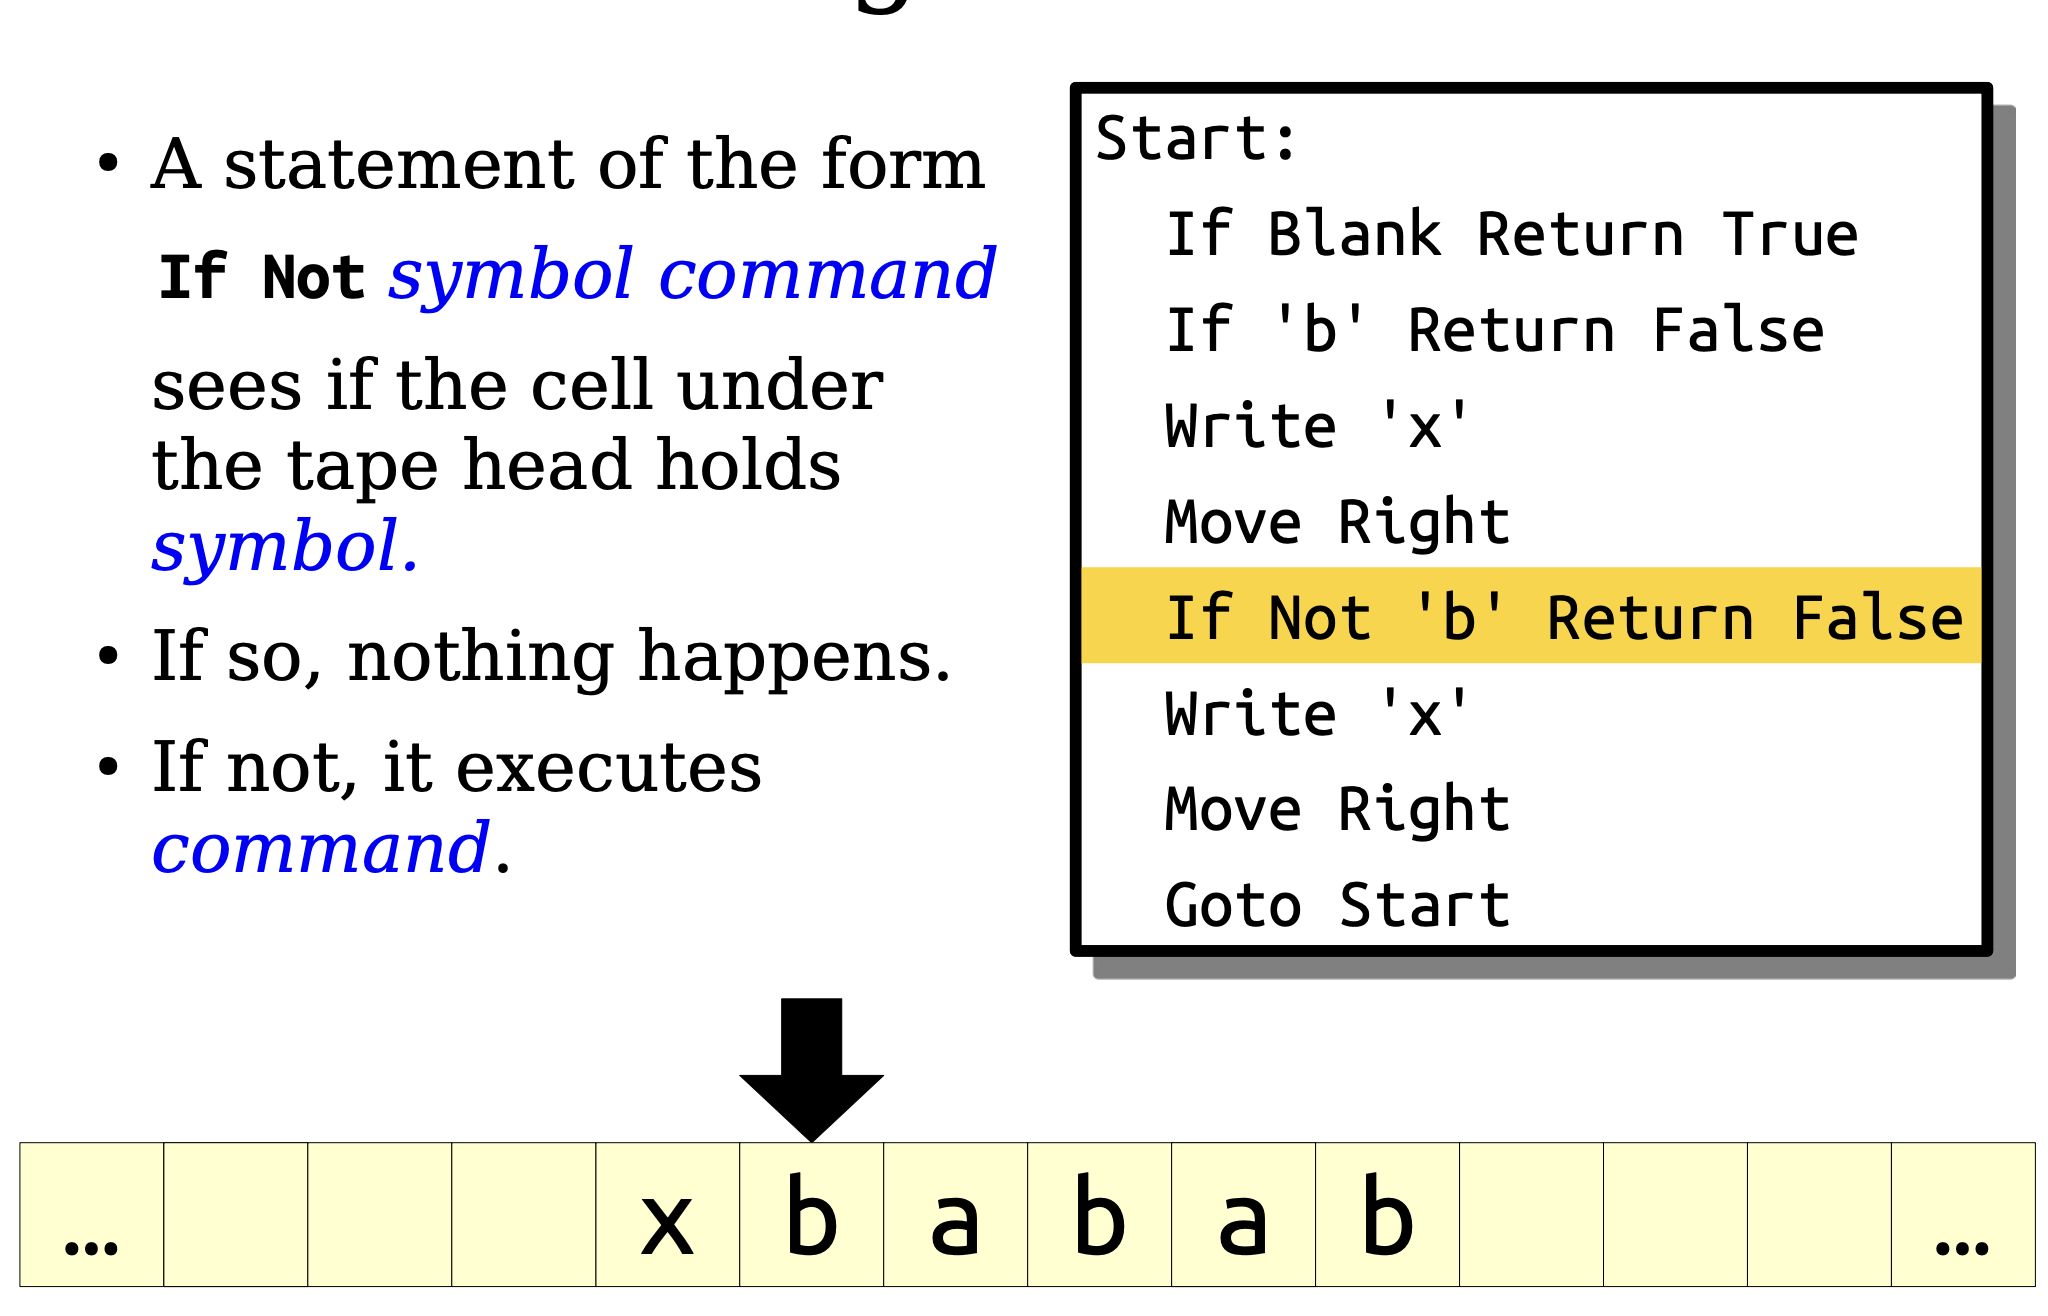 • A statement of the form
If Not symbol command
sees if the cell under
the tape head holds
symbol.
• If so, nothing happens.
• If not, it executes
command.
Start:
If Blank Return True
If 'b' Return False
Write 'x'
Move Right
If Not 'b' Return False
Write 'x'
Move Right
Goto Start
… x b a b a b …